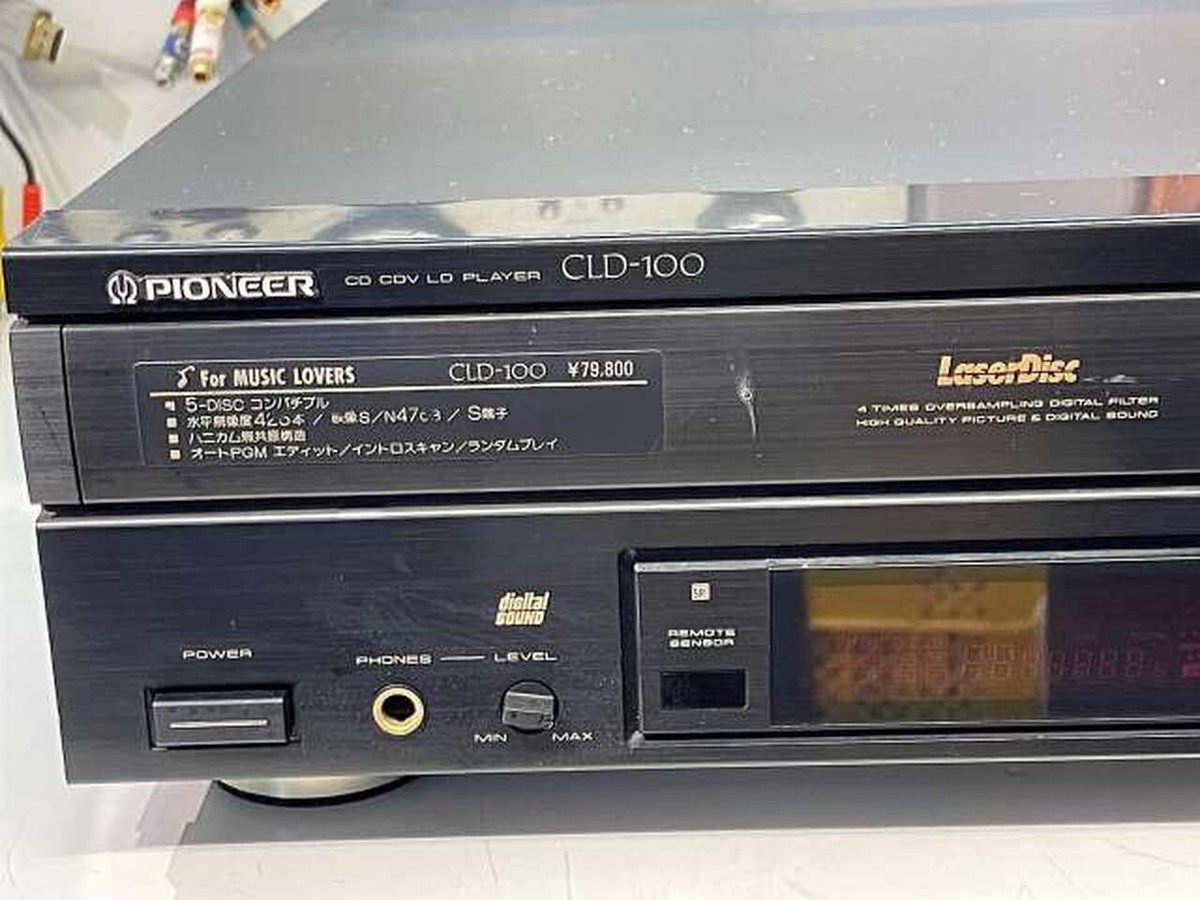 PIONEER CD CDV LD PLAYER CLD-100
For MUSIC LOVERS CLD-100 ¥79,800
5-DISC コンパチブル
水平解像度425本 / 映像S/N47dB / S端子
ハニカム無共振構造
オートPGM エディット/イントロスキャン/ランダムプレイ
LaserDisc
4 TIMES OVERSAMPLING DIGITAL FILTER
HIGH QUALITY PICTURE & DIGITAL SOUND
digital
SOUND
SR
REMOTE
SENSOR
POWER
PHONES LEVEL
MIN MAX